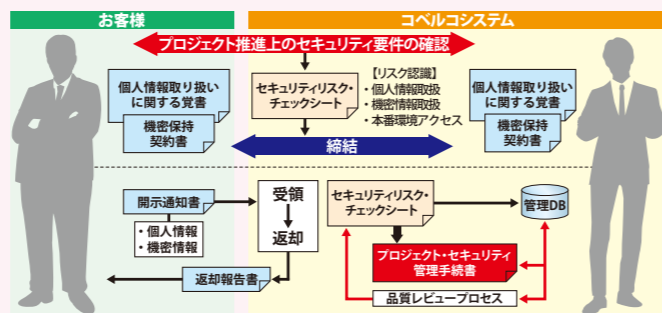 お客様
コベルコシステム
プロジェクト推進上のセキュリティ要件の確認
個人情報取り扱い
に関する覚書
機密保持
契約書
セキュリティリスク・
チェックシート
【リスク認識】
・個人情報取扱
・機密情報取扱
・本番環境アクセス
個人情報取り扱い
に関する覚書
機密保持
契約書
締結
開示通知書
・個人情報
・機密情報
受領
返却
返却報告書
セキュリティリスク・
チェックシート
管理DB
プロジェクト・セキュリティ
管理手続書
品質レビュープロセス